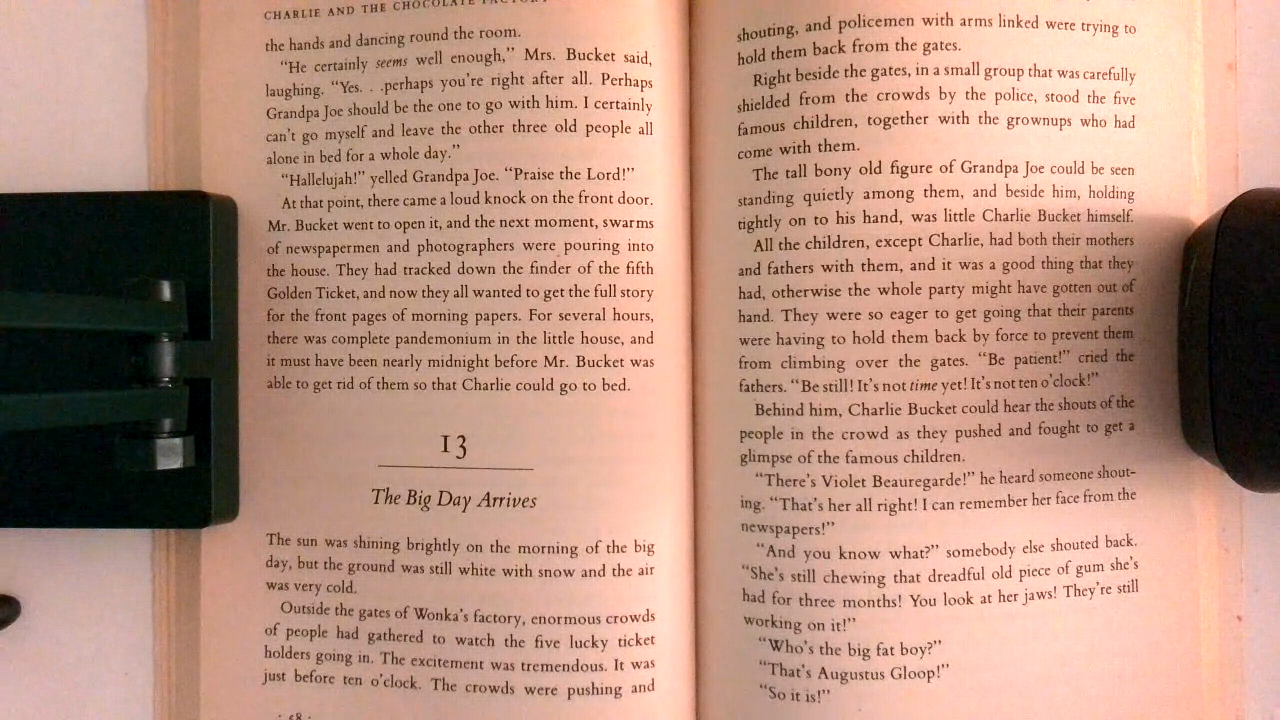 CHARLIE AND THE CHOCOLATE FACTORY
the hands and dancing round the room.
“He certainly seems well enough,” Mrs. Bucket said,
laughing. “Yes. . .perhaps you’re right after all. Perhaps
Grandpa Joe should be the one to go with him. I certainly
can’t go myself and leave the other three old people all
alone in bed for a whole day.”
“Hallelujah!” yelled Grandpa Joe. “Praise the Lord!”
At that point, there came a loud knock on the front door.
Mr. Bucket went to open it, and the next moment, swarms
of newspapermen and photographers were pouring into
the house. They had tracked down the finder of the fifth
Golden Ticket, and now they all wanted to get the full story
for the front pages of morning papers. For several hours,
there was complete pandemonium in the little house, and
it must have been nearly midnight before Mr. Bucket was
able to get rid of them so that Charlie could go to bed.
13
The Big Day Arrives
The sun was shining brightly on the morning of the big
day, but the ground was still white with snow and the air
was very cold.
Outside the gates of Wonka’s factory, enormous crowds
of people had gathered to watch the five lucky ticket
holders going in. The excitement was tremendous. It was
just before ten o’clock. The crowds were pushing and
shouting, and policemen with arms linked were trying to
hold them back from the gates.
Right beside the gates, in a small group that was carefully
shielded from the crowds by the police, stood the five
famous children, together with the grownups who had
come with them.
The tall bony old figure of Grandpa Joe could be seen
standing quietly among them, and beside him, holding
tightly on to his hand, was little Charlie Bucket himself.
All the children, except Charlie, had both their mothers
and fathers with them, and it was a good thing that they
had, otherwise the whole party might have gotten out of
hand. They were so eager to get going that their parents
were having to hold them back by force to prevent them
from climbing over the gates. “Be patient!” cried the
fathers. “Be still! It’s not time yet! It’s not ten o’clock!”
Behind him, Charlie Bucket could hear the shouts of the
people in the crowd as they pushed and fought to get a
glimpse of the famous children.
“There’s Violet Beauregarde!” he heard someone shout-
ing. “That’s her all right! I can remember her face from the
newspapers!”
“And you know what?” somebody else shouted back.
“She’s still chewing that dreadful old piece of gum she’s
had for three months! You look at her jaws! They’re still
working on it!”
“Who’s the big fat boy?”
“That’s Augustus Gloop!”
“So it is!”